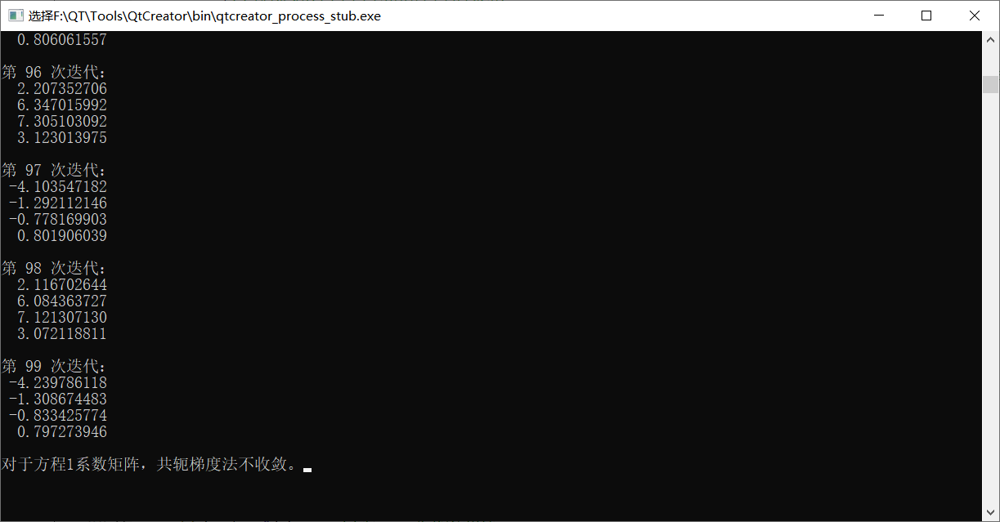 选择F:\QT\Tools\QtCreator\bin\qtcreator_process_stub.exe
0.806061557
第 96 次迭代:
2.207352706
6.347015992
7.305103092
3.123013975
第 97 次迭代:
-4.103547182
-1.292112146
-0.778169903
0.801906039
第 98 次迭代:
2.116702644
6.084363727
7.121307130
3.072118811
第 99 次迭代:
-4.239786118
-1.308674483
-0.833425774
0.797273946
对于方程1系数矩阵，共轭梯度法不收敛。